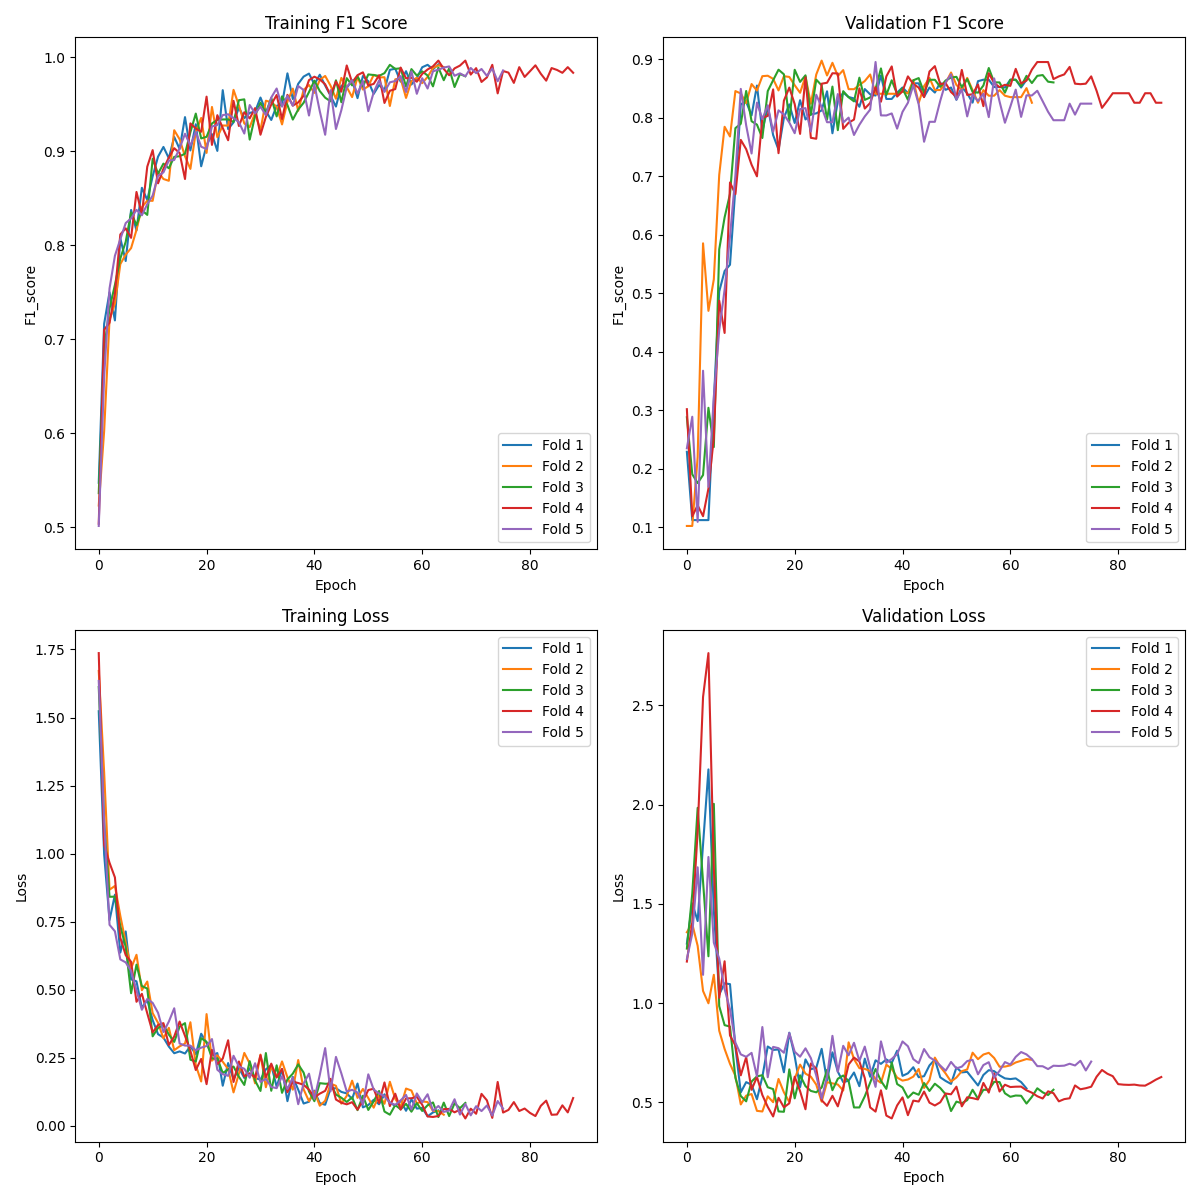 Training F1 Score
F1_score
1.0
0.9
0.8
0.7
0.6
0.5
0 20 40 60 80
Epoch
Fold 1
Fold 2
Fold 3
Fold 4
Fold 5
Validation F1 Score
F1_score
0.9
0.8
0.7
0.6
0.5
0.4
0.3
0.2
0.1
0 20 40 60 80
Epoch
Fold 1
Fold 2
Fold 3
Fold 4
Fold 5
Training Loss
Loss
1.75
1.50
1.25
1.00
0.75
0.50
0.25
0.00
0 20 40 60 80
Epoch
Fold 1
Fold 2
Fold 3
Fold 4
Fold 5
Validation Loss
Loss
2.5
2.0
1.5
1.0
0.5
0 20 40 60 80
Epoch
Fold 1
Fold 2
Fold 3
Fold 4
Fold 5